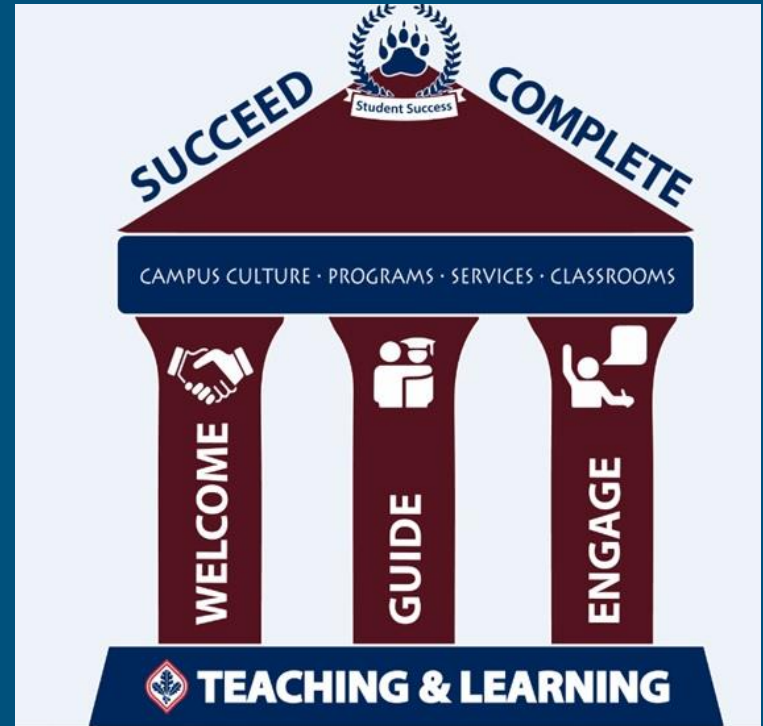 SUCCEED
COMPLETE
Student Success
CAMPUS CULTURE · PROGRAMS · SERVICES · CLASSROOMS
WELCOME
GUIDE
ENGAGE
TEACHING & LEARNING